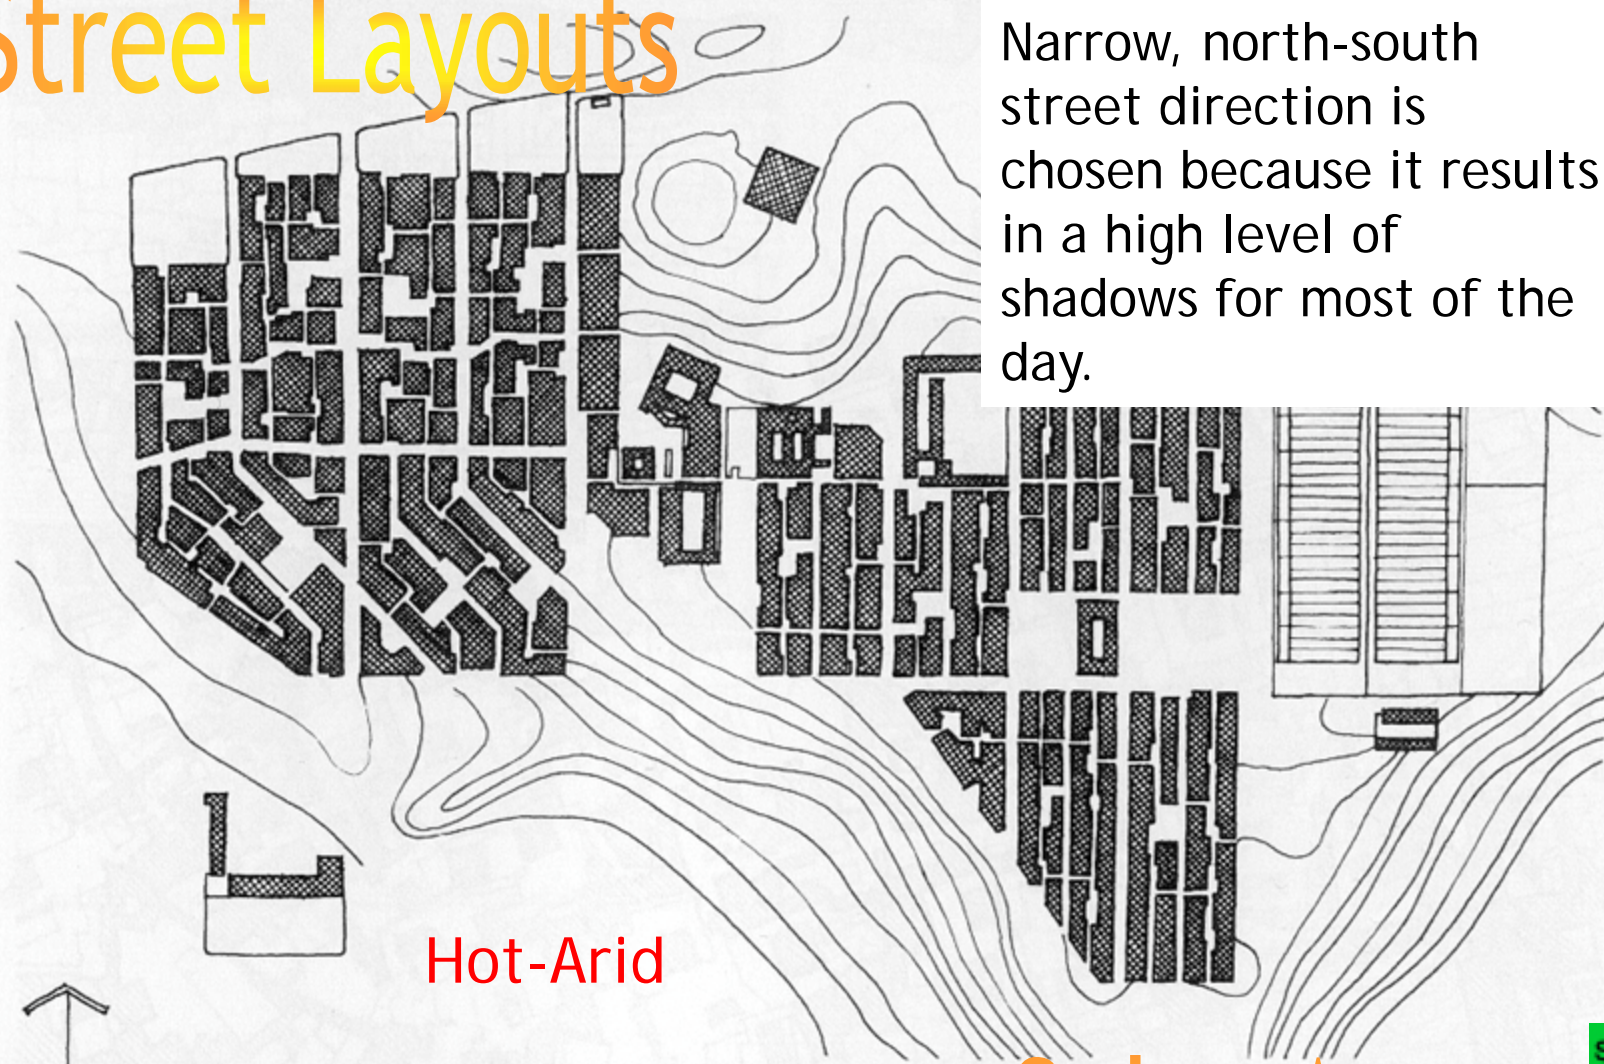 Street Layouts
Narrow, north-south
street direction is
chosen because it results
in a high level of
shadows for most of the
day.
Hot-Arid